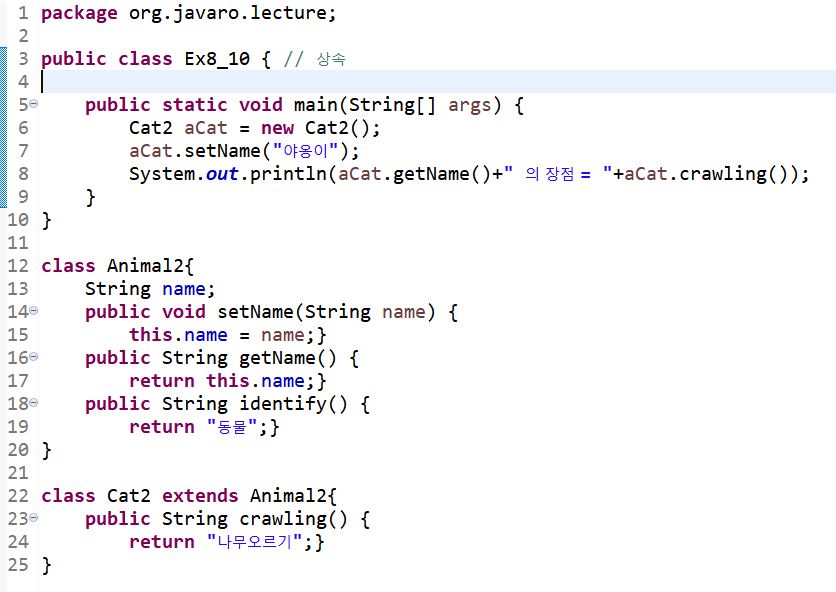 1 package org.javaro.lecture;
2
3 public class Ex8_10 { // 상속
4
5 public static void main(String[] args) {
6 Cat2 aCat = new Cat2();
7 aCat.setName("야옹이");
8 System.out.println(aCat.getName()+" 의 장점 = "+aCat.crawling());
9 }
10 }
11
12 class Animal2{
13 String name;
14 public void setName(String name) {
15 this.name = name;}
16 public String getName() {
17 return this.name;}
18 public String identify() {
19 return "동물";}
20 }
21
22 class Cat2 extends Animal2{
23 public String crawling() {
24 return "나무오르기";}
25 }